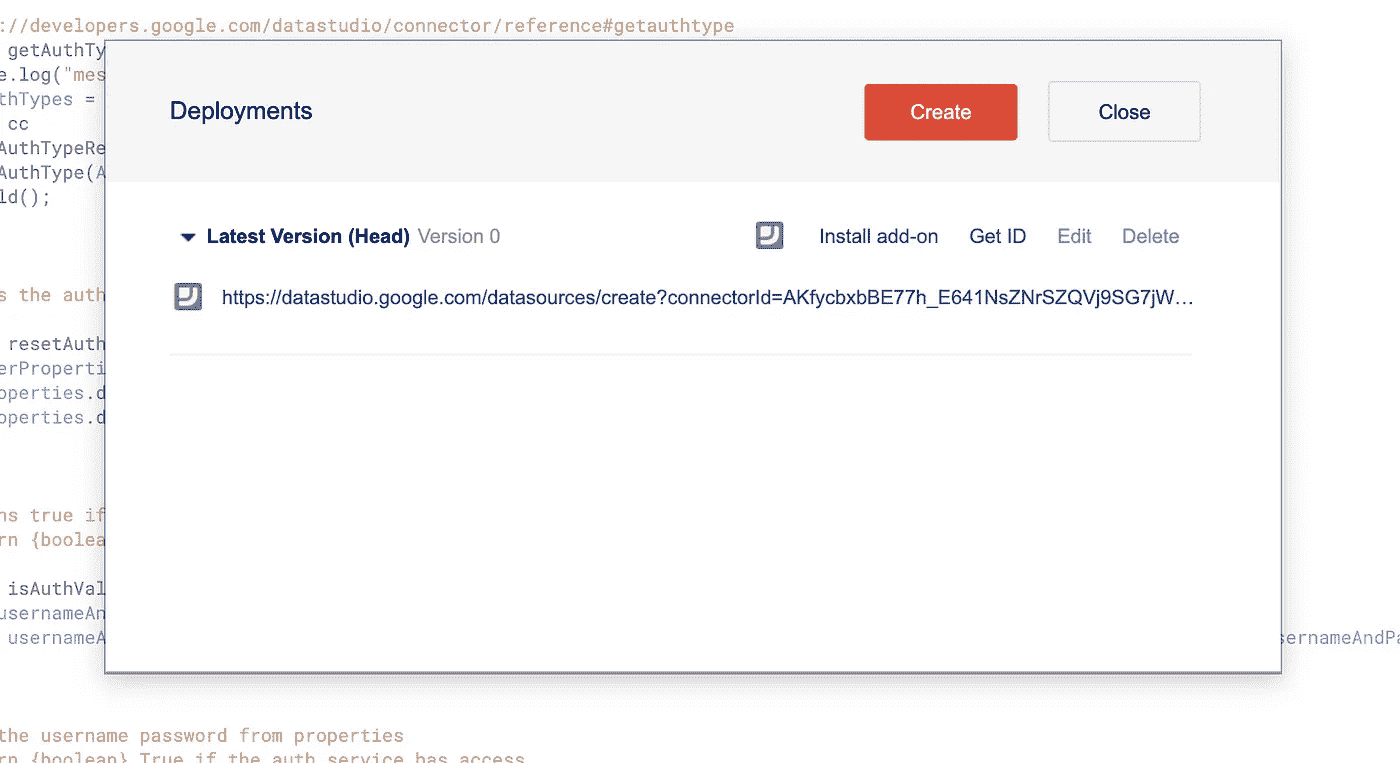 ://developers.google.com/datastudio/connector/reference#getauthtype
getAuthTy
e.log("mes
thTypes =
cc
AuthTypeRe
AuthType(A
ld();
Deployments
Create
Close
Latest Version (Head) Version 0
Install add-on Get ID Edit Delete
s the auth
https://datastudio.google.com/datasources/create?connectorId=AKfycbxbBE77h_E641NsZNrSZQVj9SG7jW…
resetAuth
erProperti
operties.d
operties.d
ns true if
rn {boolea
isAuthVal
usernameAn
usernameA
sernameAndPa
the username password from properties
rn {boolean} True if the auth service has access